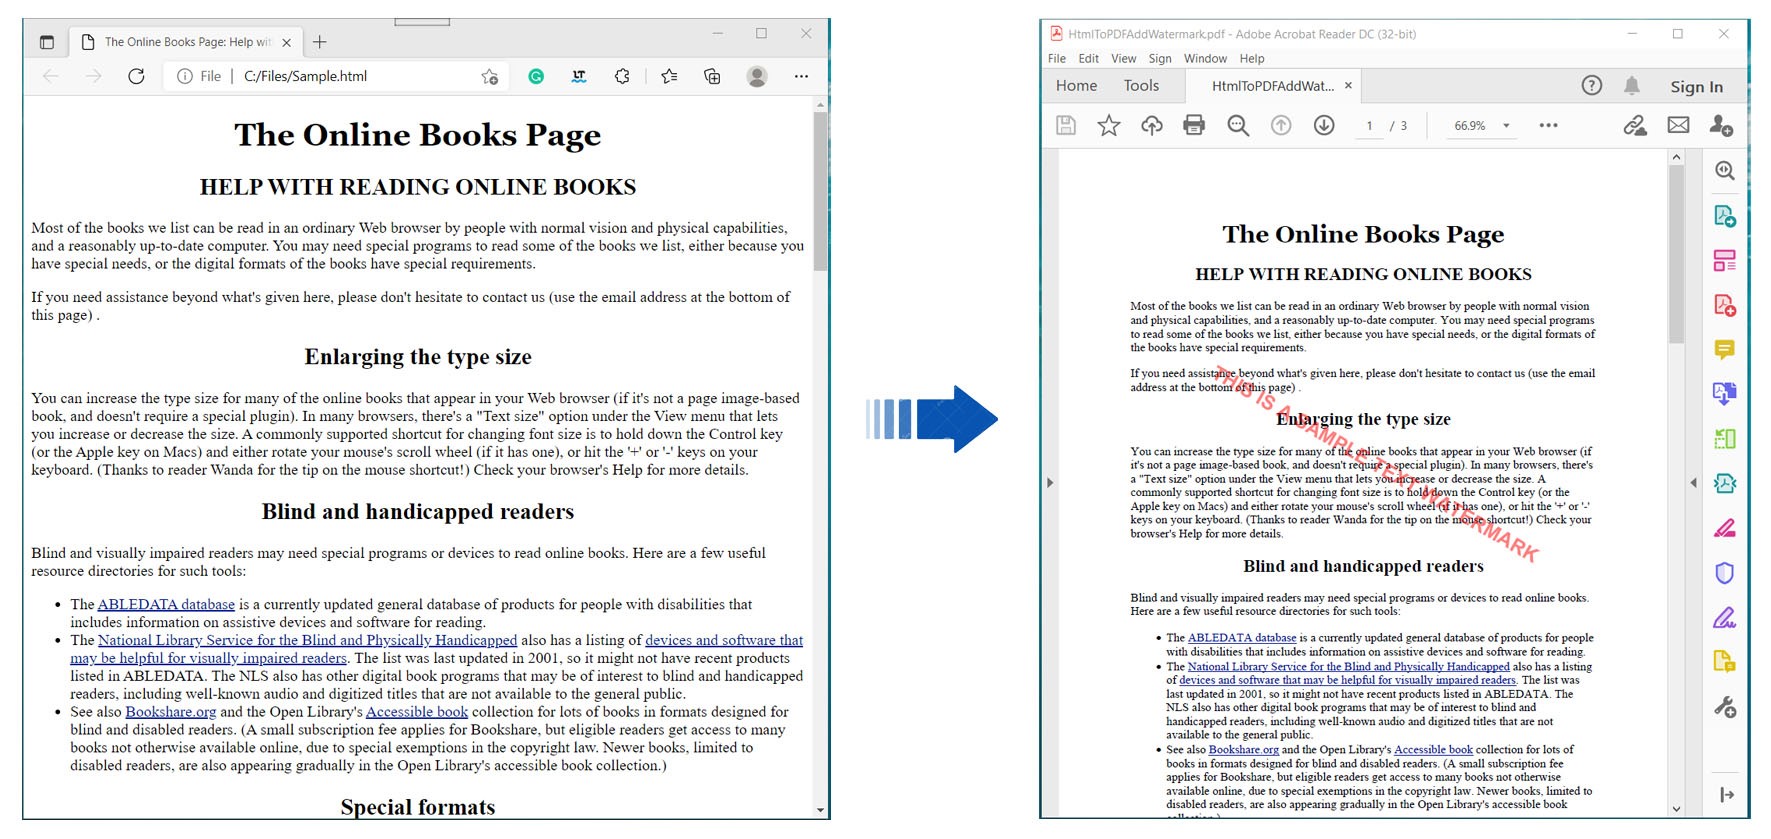 The Online Books Page: Help wit
File
C:/Files/Sample.html
The Online Books Page
HELP WITH READING ONLINE BOOKS
Most of the books we list can be read in an ordinary Web browser by people with normal vision and physical capabilities,
and a reasonably up-to-date computer. You may need special programs to read some of the books we list, either because you
have special needs, or the digital formats of the books have special requirements.
If you need assistance beyond what's given here, please don't hesitate to contact us (use the email address at the bottom of
this page) .
Enlarging the type size
You can increase the type size for many of the online books that appear in your Web browser (if it's not a page image-based
book, and doesn't require a special plugin). In many browsers, there's a "Text size" option under the View menu that lets
you increase or decrease the size. A commonly supported shortcut for changing font size is to hold down the Control key
(or the Apple key on Macs) and either rotate your mouse's scroll wheel (if it has one), or hit the '+' or '-' keys on your
keyboard. (Thanks to reader Wanda for the tip on the mouse shortcut!) Check your browser's Help for more details.
Blind and handicapped readers
Blind and visually impaired readers may need special programs or devices to read online books. Here are a few useful
resource directories for such tools:
• The ABLEDATA database is a currently updated general database of products for people with disabilities that
includes information on assistive devices and software for reading.
• The National Library Service for the Blind and Physically Handicapped also has a listing of devices and software that
may be helpful for visually impaired readers. The list was last updated in 2001, so it might not have recent products
listed in ABLEDATA. The NLS also has other digital book programs that may be of interest to blind and handicapped
readers, including well-known audio and digitized titles that are not available to the general public.
• See also Bookshare.org and the Open Library's Accessible book collection for lots of books in formats designed for
blind and disabled readers. (A small subscription fee applies for Bookshare, but eligible readers get access to many
books not otherwise available online, due to special exemptions in the copyright law. Newer books, limited to
disabled readers, are also appearing gradually in the Open Library's accessible book collection.)
Special formats
HtmlToPDFAddWatermark.pdf - Adobe Acrobat Reader DC (32-bit)
File Edit View Sign Window Help
Home Tools HtmlToPDFAddWat... Sign In
1 / 3 66.9%
The Online Books Page
HELP WITH READING ONLINE BOOKS
Most of the books we list can be read in an ordinary Web browser by people with normal vision
and physical capabilities, and a reasonably up-to-date computer. You may need special programs
to read some of the books we list, either because you have special needs, or the digital formats of
the books have special requirements.
If you need assistance beyond what's given here, please don't hesitate to contact us (use the email
address at the bottom of this page) .
THIS IS A SAMPLE TEXT WATERMARK
Enlarging the type size
You can increase the type size for many of the online books that appear in your Web browser (if
it's not a page image-based book, and doesn't require a special plugin). In many browsers, there's
a "Text size" option under the View menu that lets you increase or decrease the size. A
commonly supported shortcut for changing font size is to hold down the Control key (or the
Apple key on Macs) and either rotate your mouse's scroll wheel (if it has one), or hit the '+' or '-'
keys on your keyboard. (Thanks to reader Wanda for the tip on the mouse shortcut!) Check your
browser's Help for more details.
Blind and handicapped readers
Blind and visually impaired readers may need special programs or devices to read online books.
Here are a few useful resource directories for such tools:
• The ABLEDATA database is a currently updated general database of products for people
with disabilities that includes information on assistive devices and software for reading.
• The National Library Service for the Blind and Physically Handicapped also has a listing
of devices and software that may be helpful for visually impaired readers. The list was
last updated in 2001, so it might not have recent products listed in ABLEDATA. The
NLS also has other digital book programs that may be of interest to blind and
handicapped readers, including well-known audio and digitized titles that are not
available to the general public.
• See also Bookshare.org and the Open Library's Accessible book collection for lots of
books in formats designed for blind and disabled readers. (A small subscription fee
applies for Bookshare, but eligible readers get access to many books not otherwise
available online, due to special exemptions in the copyright law. Newer books, limited to
disabled readers, are also appearing gradually in the Open Library's accessible book